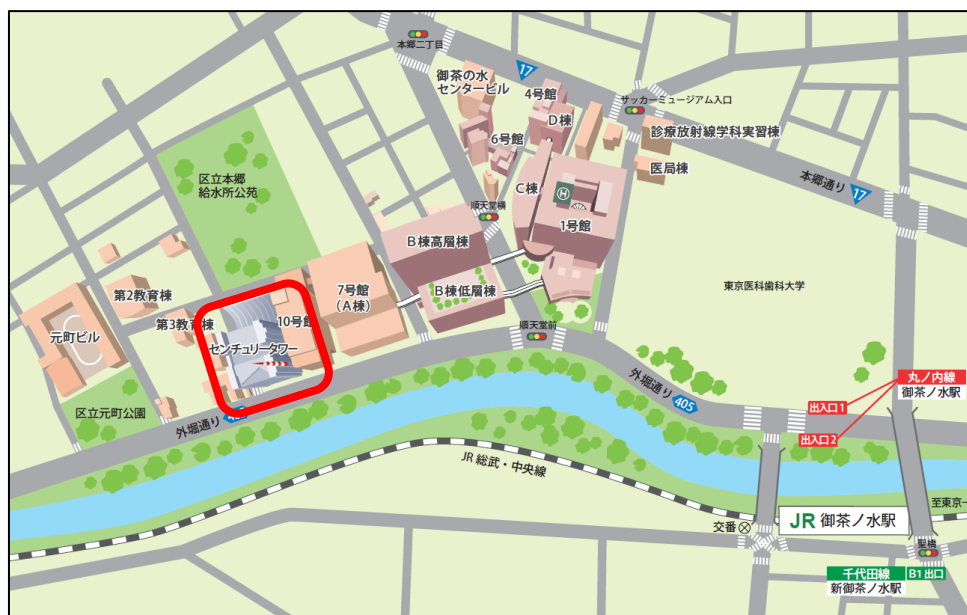 本郷二丁目
17
御茶の水
センタービル
4号館
サッカーミュージアム入口
D棟
6号館
診療放射線学科実習棟
医局棟
区立本郷
給水所公苑
C棟
H
本郷通り
17
順天堂横
1号館
B棟高層棟
東京医科歯科大学
第2教育棟
7号館
(A棟)
B棟低層棟
第3教育棟
10号館
元町ビル
センチュリータワー
順天堂前
外堀通り
405
丸ノ内線
御茶ノ水駅
出入口1
出入口2
区立元町公園
外堀通り
JR 総武・中央線
至東京
交番
JR 御茶ノ水駅
聖橋
千代田線
B1 出口
新御茶ノ水駅